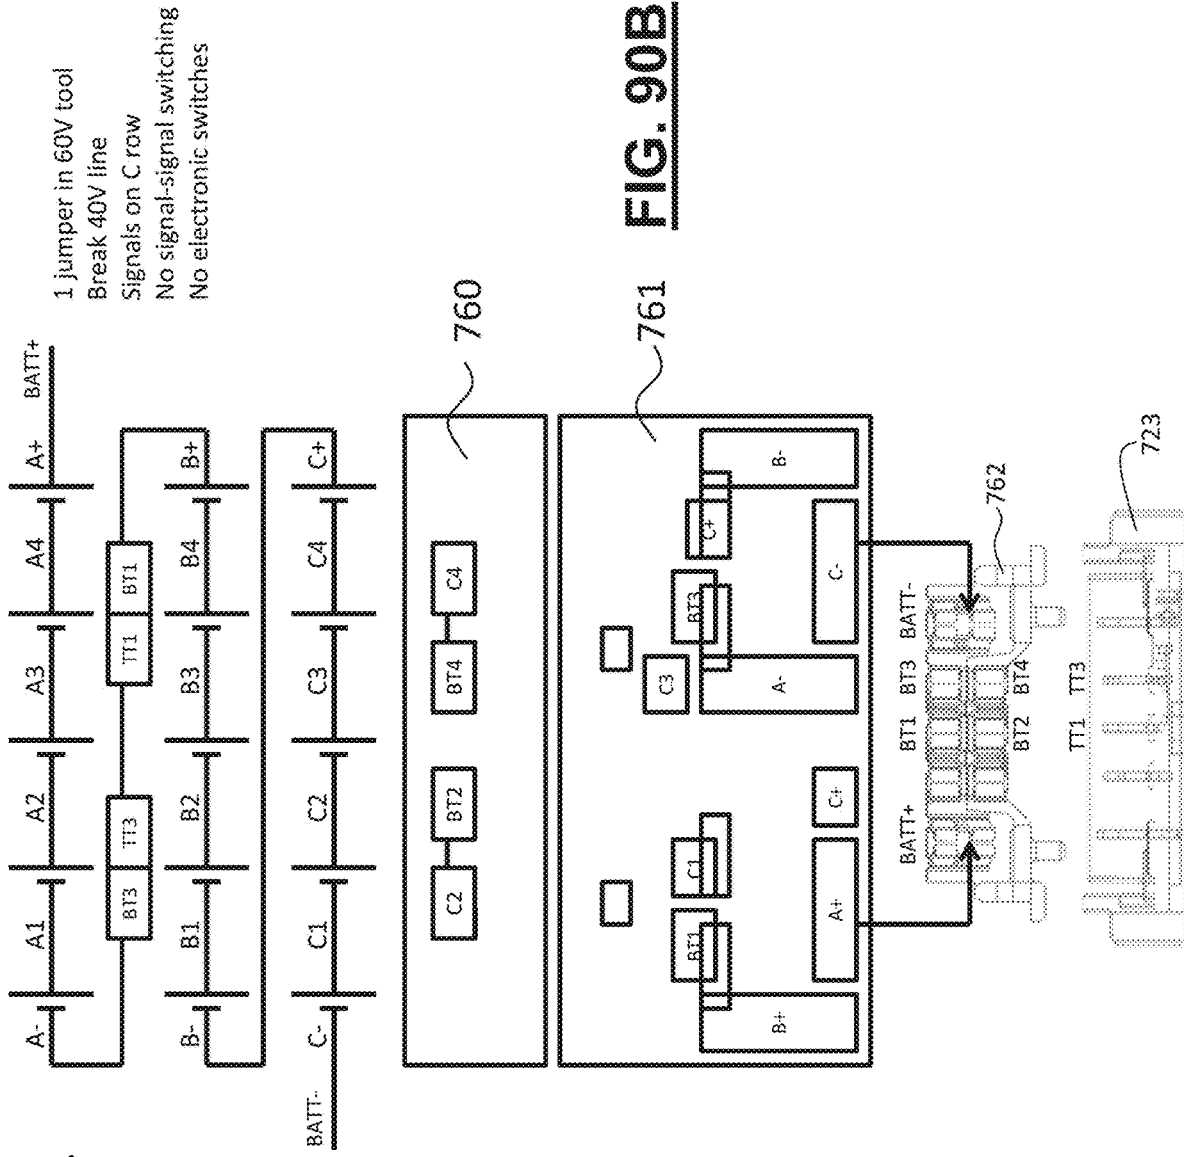 1 jumper in 60V tool
Break 40V line
Signals on C row
No signal-signal switching
No electronic switches
A- A1 A2 A3 A4 A+ BATT+
BT3 TT3 TT1 BT1
B- B1 B2 B3 B4 B+
BATT- C- C1 C2 C3 C4 C+
C2 BT2 BT4 C4
760
761
B+ BT1 C1 A+ C+ A- C3 BT3 C- C+ B-
BATT+ BT1 BT3 BATT-
BT2 BT4
762
TT1 TT3
723
FIG. 90B